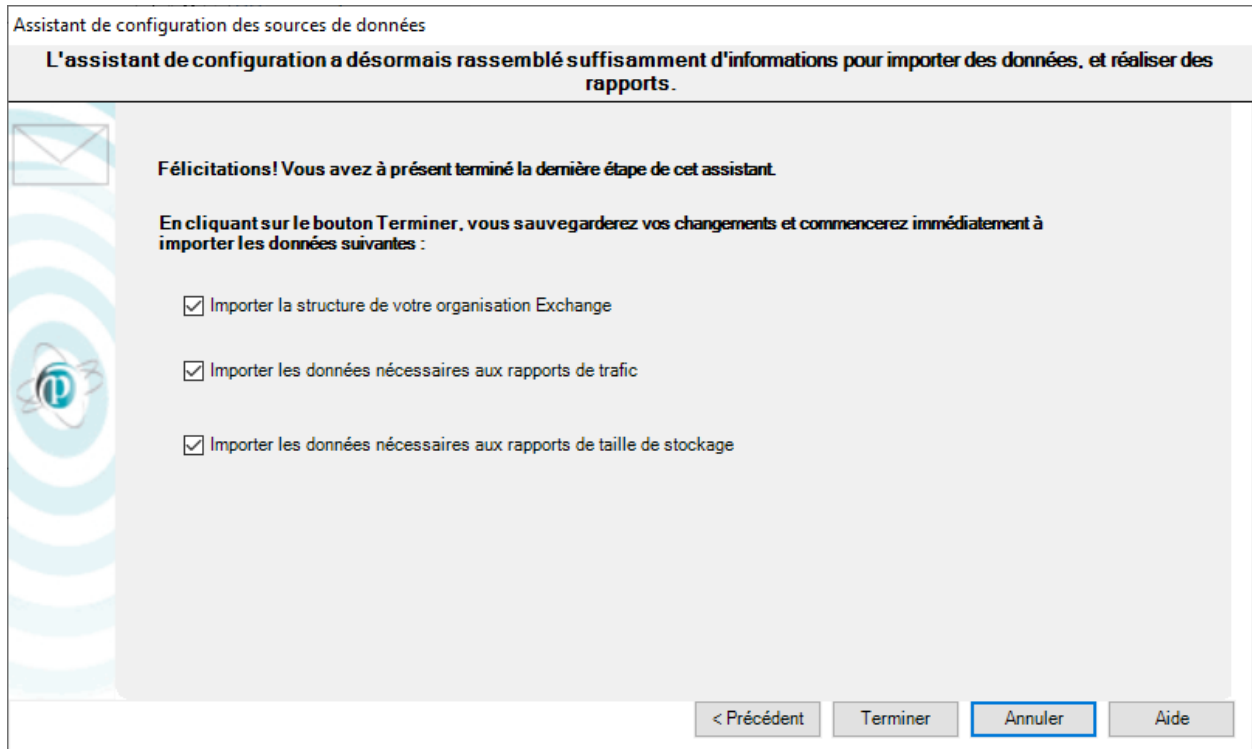 Assistant de configuration des sources de données
L'assistant de configuration a désormais rassemblé suffisamment d'informations pour importer des données, et réaliser des
rapports.
Félicitations! Vous avez à présent terminé la dernière étape de cet assistant.
En cliquant sur le bouton Terminer, vous sauvegarderez vos changements et commencerez immédiatement à
importer les données suivantes :
Importer la structure de votre organisation Exchange
Importer les données nécessaires aux rapports de trafic
Importer les données nécessaires aux rapports de taille de stockage
< Précédent Terminer Annuler Aide